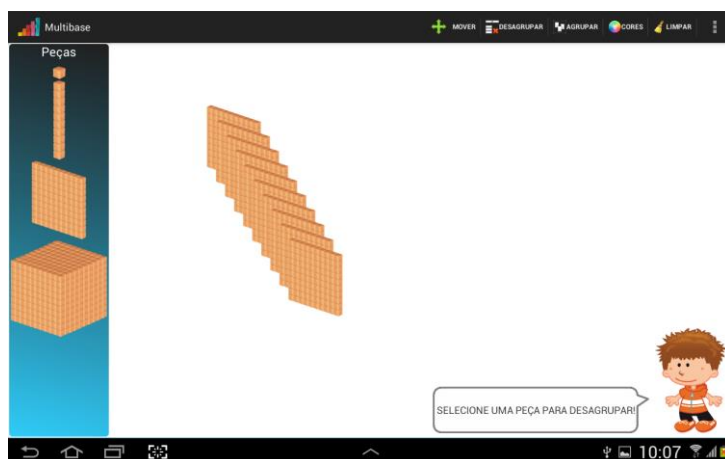 Multibase
MOVER
DESAGRUPAR
AGRUPAR
CORES
LIMPAR
Peças
SELECIONE UMA PEÇA PARA DESAGRUPAR!
10:07